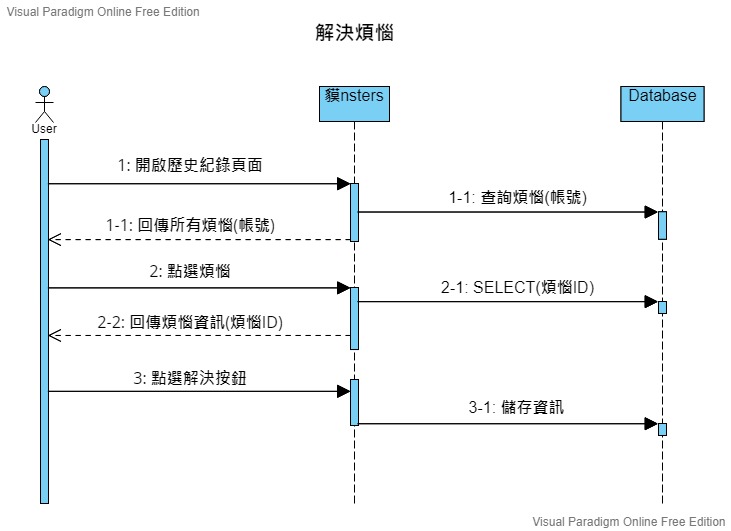 Visual Paradigm Online Free Edition
解決煩惱
貘nsters
Database
User
1: 開啟歷史紀錄頁面
1-1: 查詢煩惱(帳號)
1-1: 回傳所有煩惱(帳號)
2: 點選煩惱
2-1: SELECT(煩惱ID)
2-2: 回傳煩惱資訊(煩惱ID)
3: 點選解決按鈕
3-1: 儲存資訊
Visual Paradigm Online Free Edition